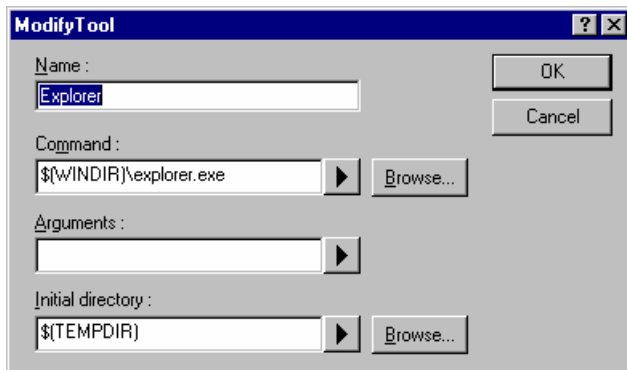 ModifyTool
Name :
OK
Explorer
Cancel
Command :
$(WINDIR)\explorer.exe
Browse...
Arguments :
Initial directory :
$(TEMPDIR)
Browse...